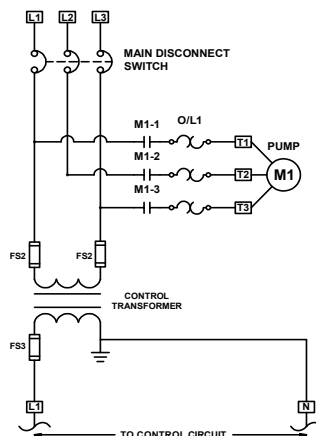 L1 L2 L3
MAIN DISCONNECT
SWITCH
M1-1 O/L1
T1 PUMP
M1-2
T2 M1
M1-3
T3
FS2 FS2
CONTROL
TRANSFORMER
FS3
L1 N
TO CONTROL CIRCUIT